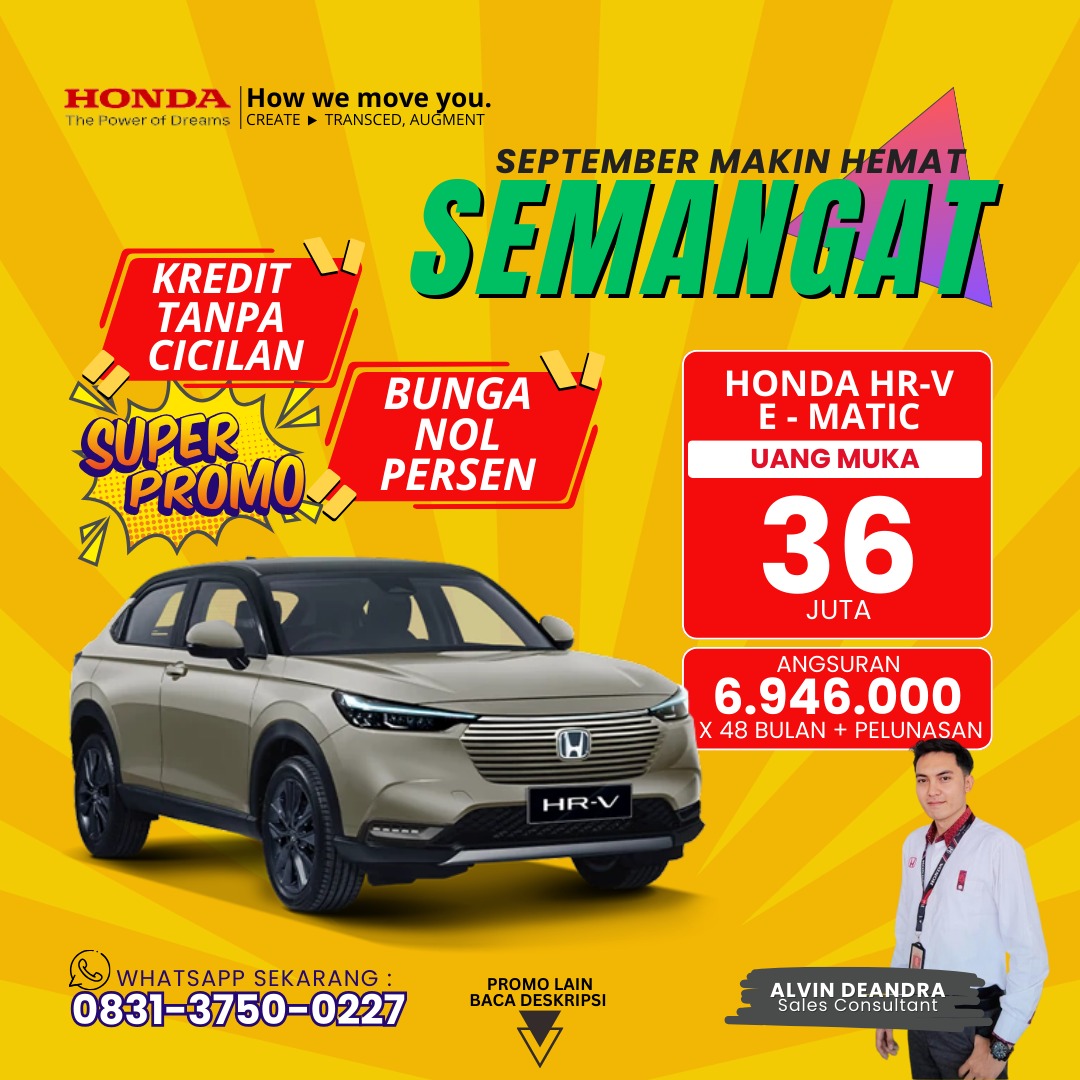 HONDA
The Power of Dreams
How we move you.
CREATE ► TRANSCED, AUGMENT
SEPTEMBER MAKIN HEMAT
SEMANGAT
KREDIT
TANPA
CICILAN
BUNGA
NOL
PERSEN
SUPER
PROMO
HONDA HR-V
E - MATIC
UANG MUKA
36
JUTA
ANGSURAN
6.946.000
X 48 BULAN + PELUNASAN
HR-V
WHATSAPP SEKARANG :
0831-3750-0227
PROMO LAIN
BACA DESKRIPSI
ALVIN DEANDRA
Sales Consultant